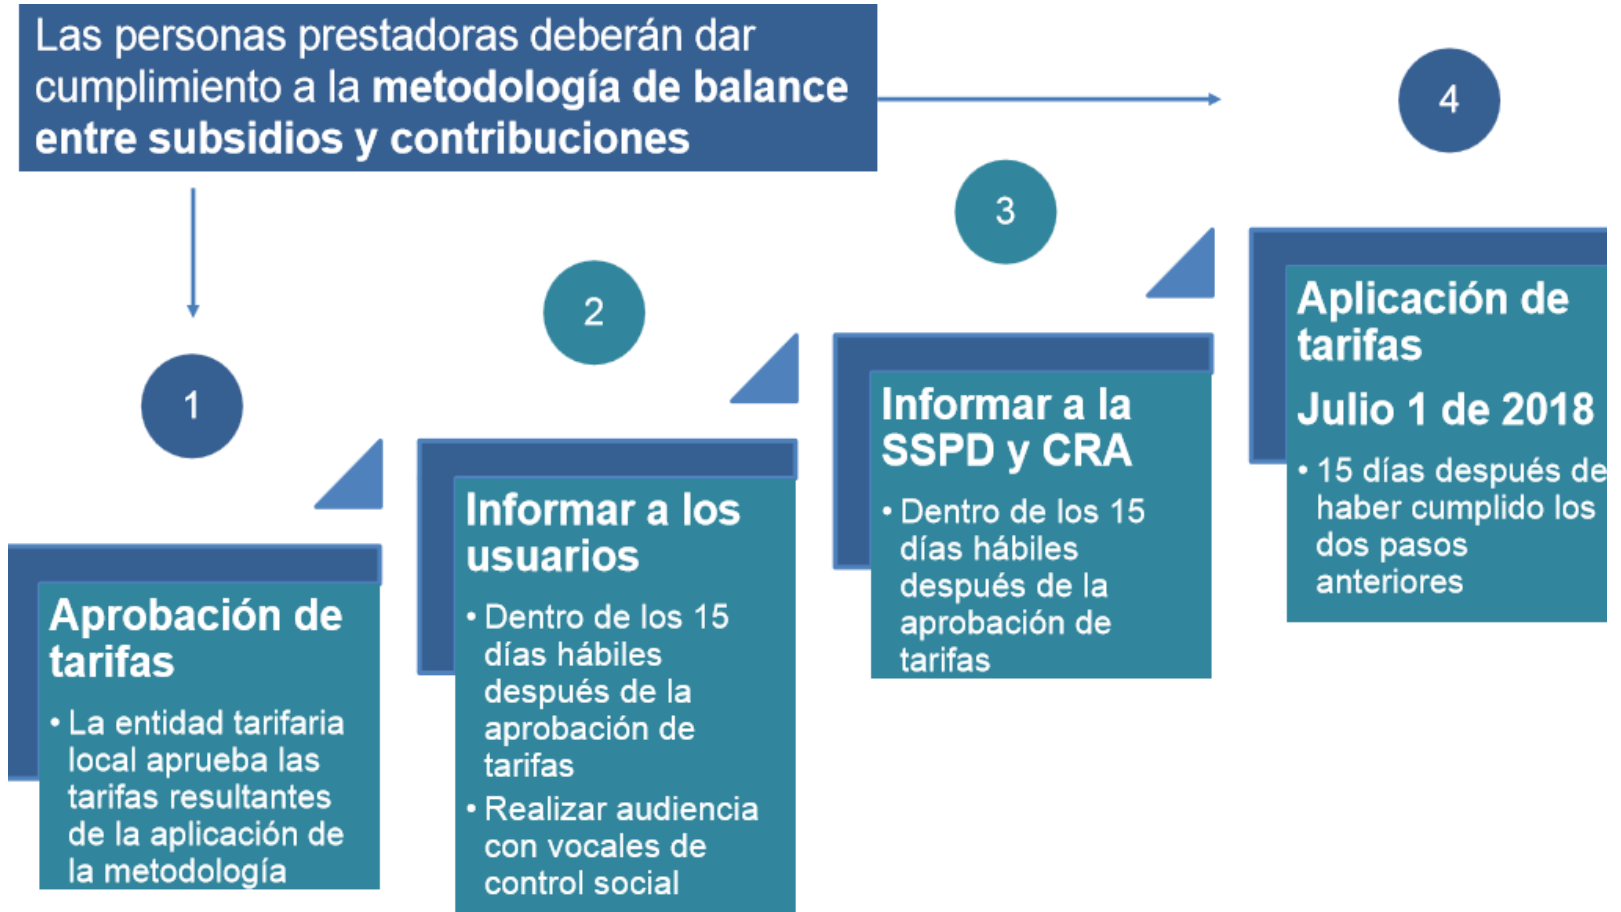 Las personas prestadoras deberán dar
cumplimiento a la metodología de balance
entre subsidios y contribuciones
1
Aprobación de
tarifas
• La entidad tarifaria
local aprueba las
tarifas resultantes
de la aplicación de
la metodología
2
Informar a los
usuarios
• Dentro de los 15
días hábiles
después de la
aprobación de
tarifas
• Realizar audiencia
con vocales de
control social
3
Informar a la
SSPD y CRA
• Dentro de los 15
días hábiles
después de la
aprobación de
tarifas
4
Aplicación de
tarifas
Julio 1 de 2018
• 15 días después de
haber cumplido los
dos pasos
anteriores